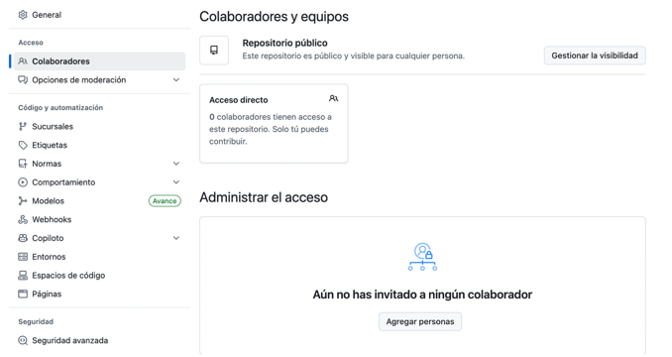 General
Acceso
Colaboradores
Opciones de moderación
Código y automatización
Sucursales
Etiquetas
Normas
Comportamiento
Modelos
Avance
Webhooks
Copiloto
Entornos
Espacios de código
Páginas
Seguridad
Seguridad avanzada
Colaboradores y equipos
Repositorio público
Este repositorio es público y visible para cualquier persona.
Gestionar la visibilidad
Acceso directo
0 colaboradores tienen acceso a
este repositorio. Solo tú puedes
contribuir.
Administrar el acceso
Aún no has invitado a ningún colaborador
Agregar personas